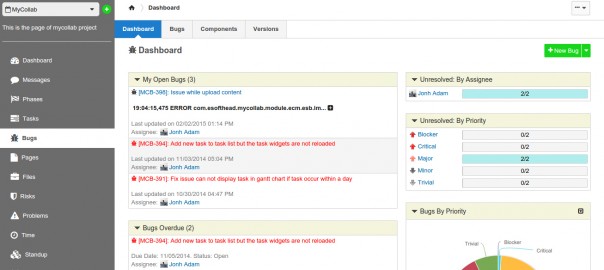 MyCollab
This is the page of mycollab project
Dashboard
Messages
Phases
Tasks
Bugs
Pages
Files
Risks
Problems
Time
Standup
Dashboard
Dashboard
Bugs
Components
Versions
Dashboard
New Bug
My Open Bugs (3)
[MCB-398]: Issue while upload content
19:04:15,475 ERROR com.esofthead.mycollab.module.ecm.esb.im...
Last updated on 02/02/2015 01:14 PM
Assignee: Jonh Adam
[MCB-394]: Add new task to task list but the task widgets are not reloaded
Last updated on 11/03/2014 03:04 PM
Assignee: Jonh Adam
[MCB-391]: Fix issue can not display task in gantt chart if task occur within a day
Last updated on 10/30/2014 04:47 PM
Assignee: Jonh Adam
Bugs Overdue (2)
[MCB-394]: Add new task to task list but the task widgets are not reloaded
Due Date: 11/05/2014 Status: Open
Assignee: Jonh Adam
Unresolved: By Assignee
Jonh Adam 2/2
Unresolved: By Priority
Blocker 0/2
Critical 0/2
Major 2/2
Minor 0/2
Trivial 0/2
Bugs By Priority
Trivial
Blocker
Critical